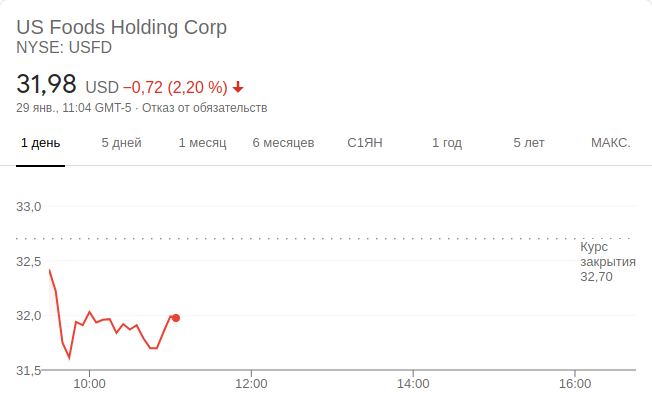 US Foods Holding Corp
NYSE: USFD
31,98 USD −0,72 (2,20 %)
29 янв., 11:04 GMT-5 · Отказ от обязательств
1 день 5 дней 1 месяц 6 месяцев С1ЯН 1 год 5 лет МАКС.
33,0
Курс
закрытия
32,70
32,5
32,0
31,5
10:00 12:00 14:00 16:00